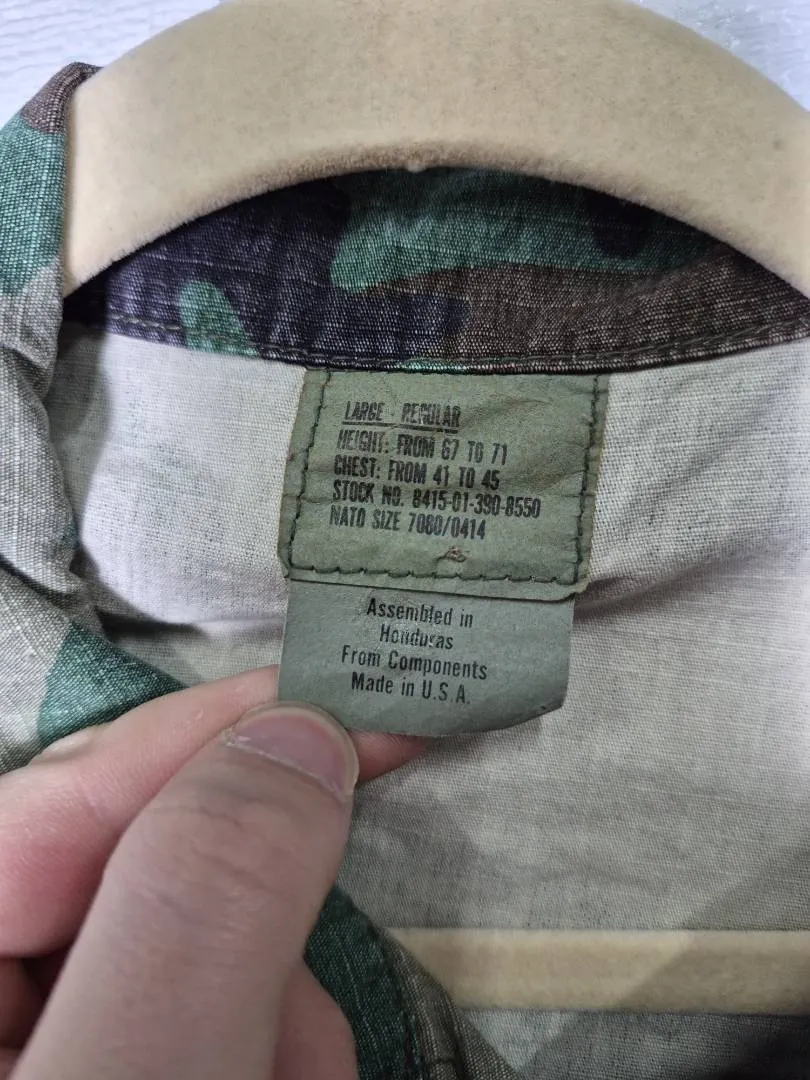 LARGE - REGULAR
HEIGHT: FROM 67 TO 71
CHEST: FROM 41 TO 45
STOCK NO. 8415-01-390-8550
NATO SIZE 7080/0414
Assembled in
Honduras
From Components
Made in U.S.A.